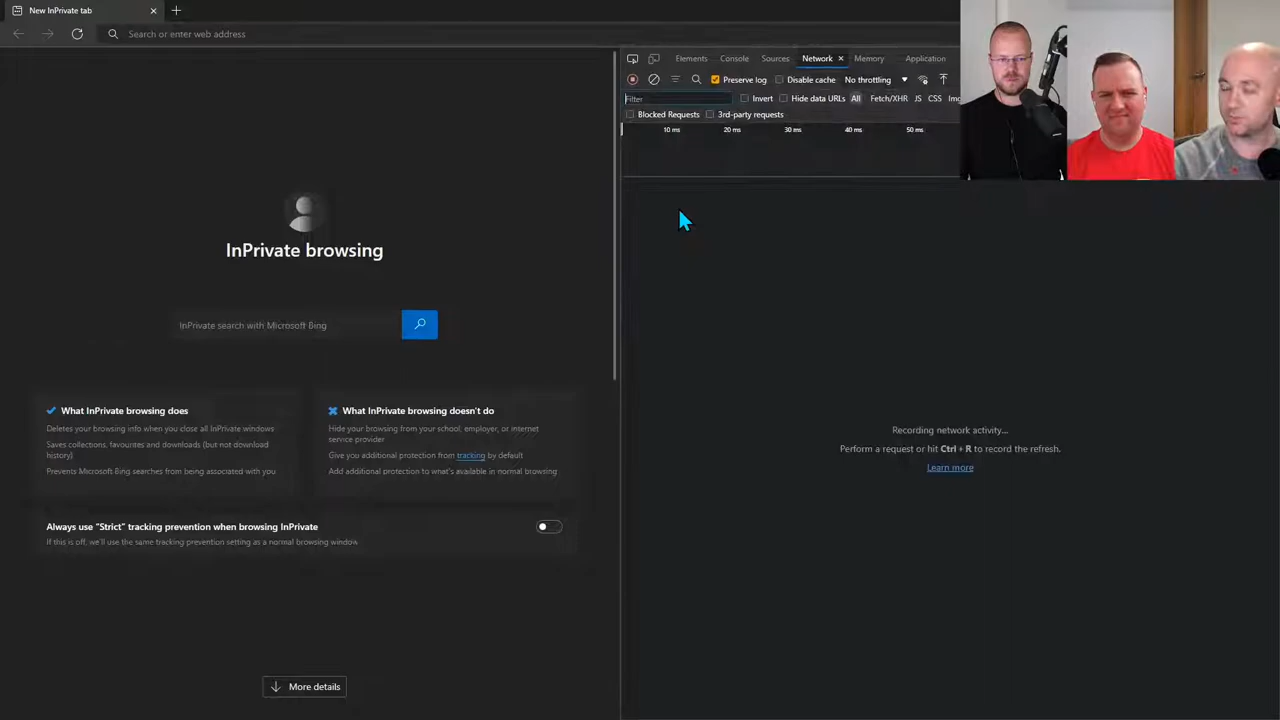 New InPrivate tab
Search or enter web address
Elements Console Sources Network Memory Application
Preserve log Disable cache No throttling
Filter Invert Hide data URLs All Fetch/XHR JS CSS
Blocked Requests 3rd-party requests
10 ms 20 ms 30 ms 40 ms 50 ms
InPrivate browsing
InPrivate search with Microsoft Bing
What InPrivate browsing does
Deletes your browsing info when you close all InPrivate windows
Saves collections, favourites and downloads (but not download
history)
Prevents Microsoft Bing searches from being associated with you
What InPrivate browsing doesn't do
Hide your browsing from your school, employer, or internet
service provider
Give you additional protection from tracking by default
Add additional protection to what's available in normal browsing
Always use "Strict" tracking prevention when browsing InPrivate
If this is off, we'll use the same tracking prevention setting as a normal browsing window
More details
Recording network activity...
Perform a request or hit Ctrl + R to record the refresh.
Learn more